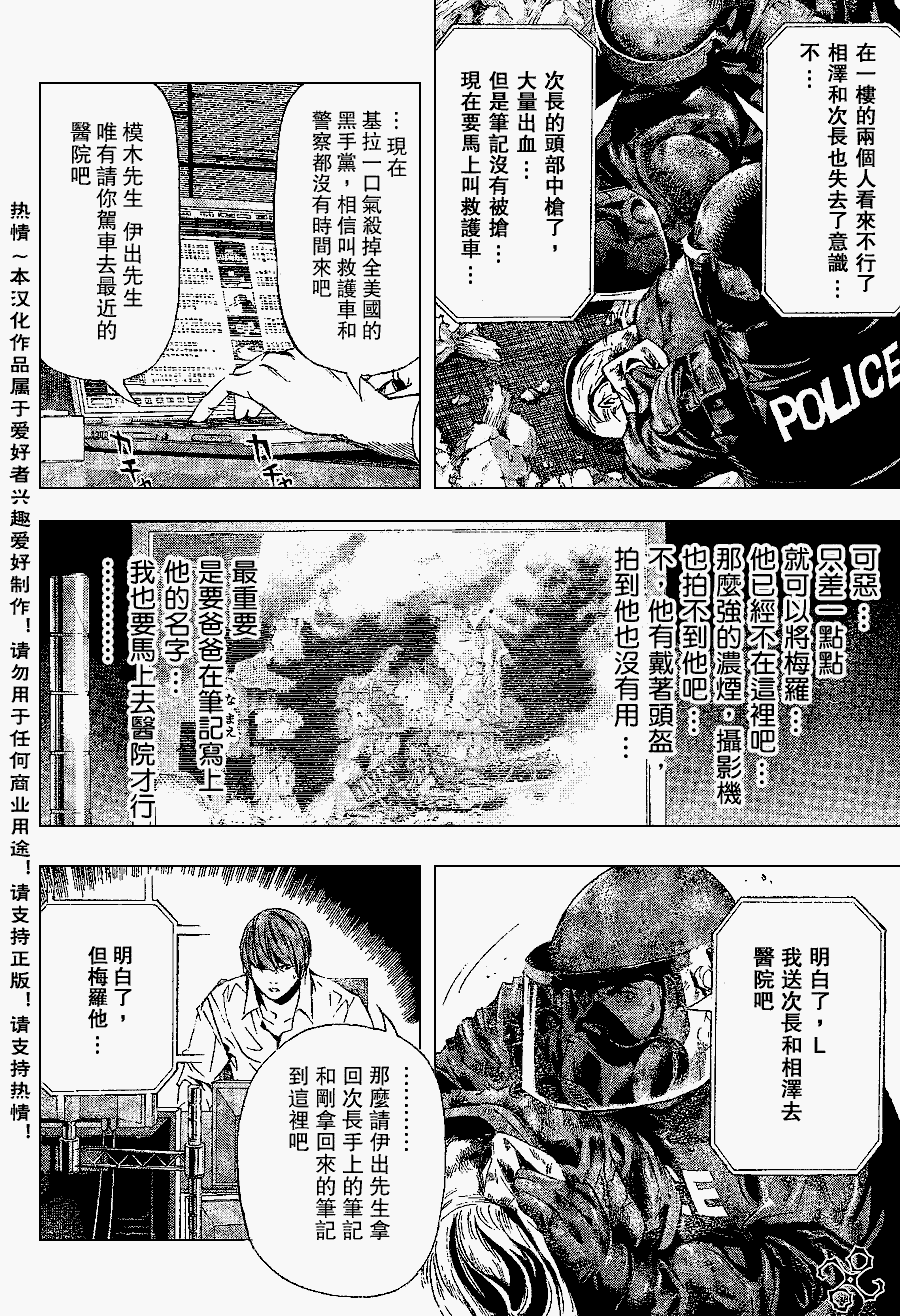 在一樓的兩個人看來不行了
相澤和次長也失去了意識…
不…
次長的頭部中槍了，
大量出血…
但是筆記沒有被搶…
現在要馬上叫救護車…
POLICE
…現在
基拉一口氣殺掉全美國的
黑手黨，相信叫救護車和
警察都沒有時間來吧
模木先生 伊出先生
唯有請你駕車去最近的
醫院吧
カチャ
カチャ
可惡…
只差一點點
就可以將梅羅…
他已經不在這裡吧…
那麼強的濃煙，攝影機
也拍不到他吧…
不，他有戴著頭盔，
拍到他也沒有用…
最重要
是要爸爸在筆記寫上
なまえ
他的名字…
我也要馬上去醫院才行
…………
明白了，L
我送次長和相澤去
醫院吧
…………
那麼請伊出先生拿
回次長手上的筆記
和剛拿回來的筆記
到這裡吧
明白了，
但梅羅他…
热情～本汉化作品属于爱好者兴趣爱好制作！请勿用于任何商业用途！请支持正版！请支持热情！